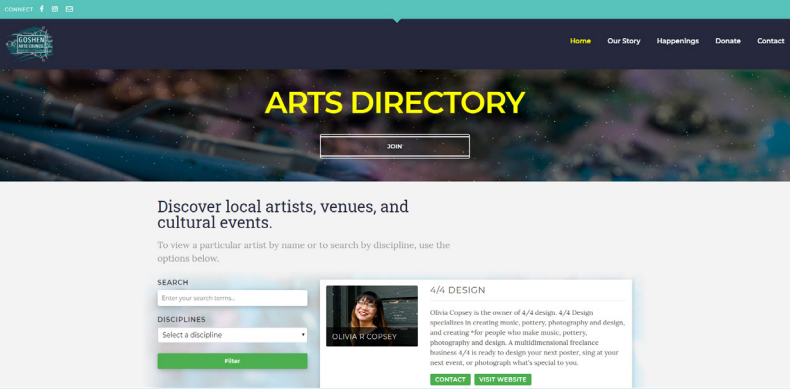 CONNECT
GOSHEN
ARTS COUNCIL
Home Our Story Happenings Donate Contact
ARTS DIRECTORY
JOIN
Discover local artists, venues, and
cultural events.
To view a particular artist by name or to search by discipline, use the
options below.
SEARCH
Enter your search terms...
DISCIPLINES
Select a discipline
Filter
OLIVIA R COPSEY
4/4 DESIGN
Olivia Copsey is the owner of 4/4 design. 4/4 Design
specializes in creating music, pottery, photography and design,
and creating *for people who make music, pottery,
photography and design. A multidimensional freelance
business 4/4 is ready to design your next poster, sing at your
next event, or photograph what's special to you.
CONTACT VISIT WEBSITE